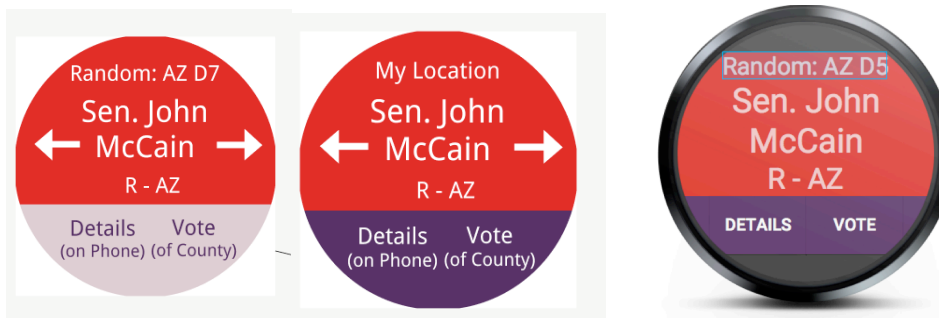 Random: AZ D7
Sen. John
McCain
R - AZ
Details Vote
(on Phone) (of County)
My Location
Sen. John
McCain
R - AZ
Details Vote
(on Phone) (of County)
Random: AZ D5
Sen. John
McCain
R - AZ
DETAILS VOTE